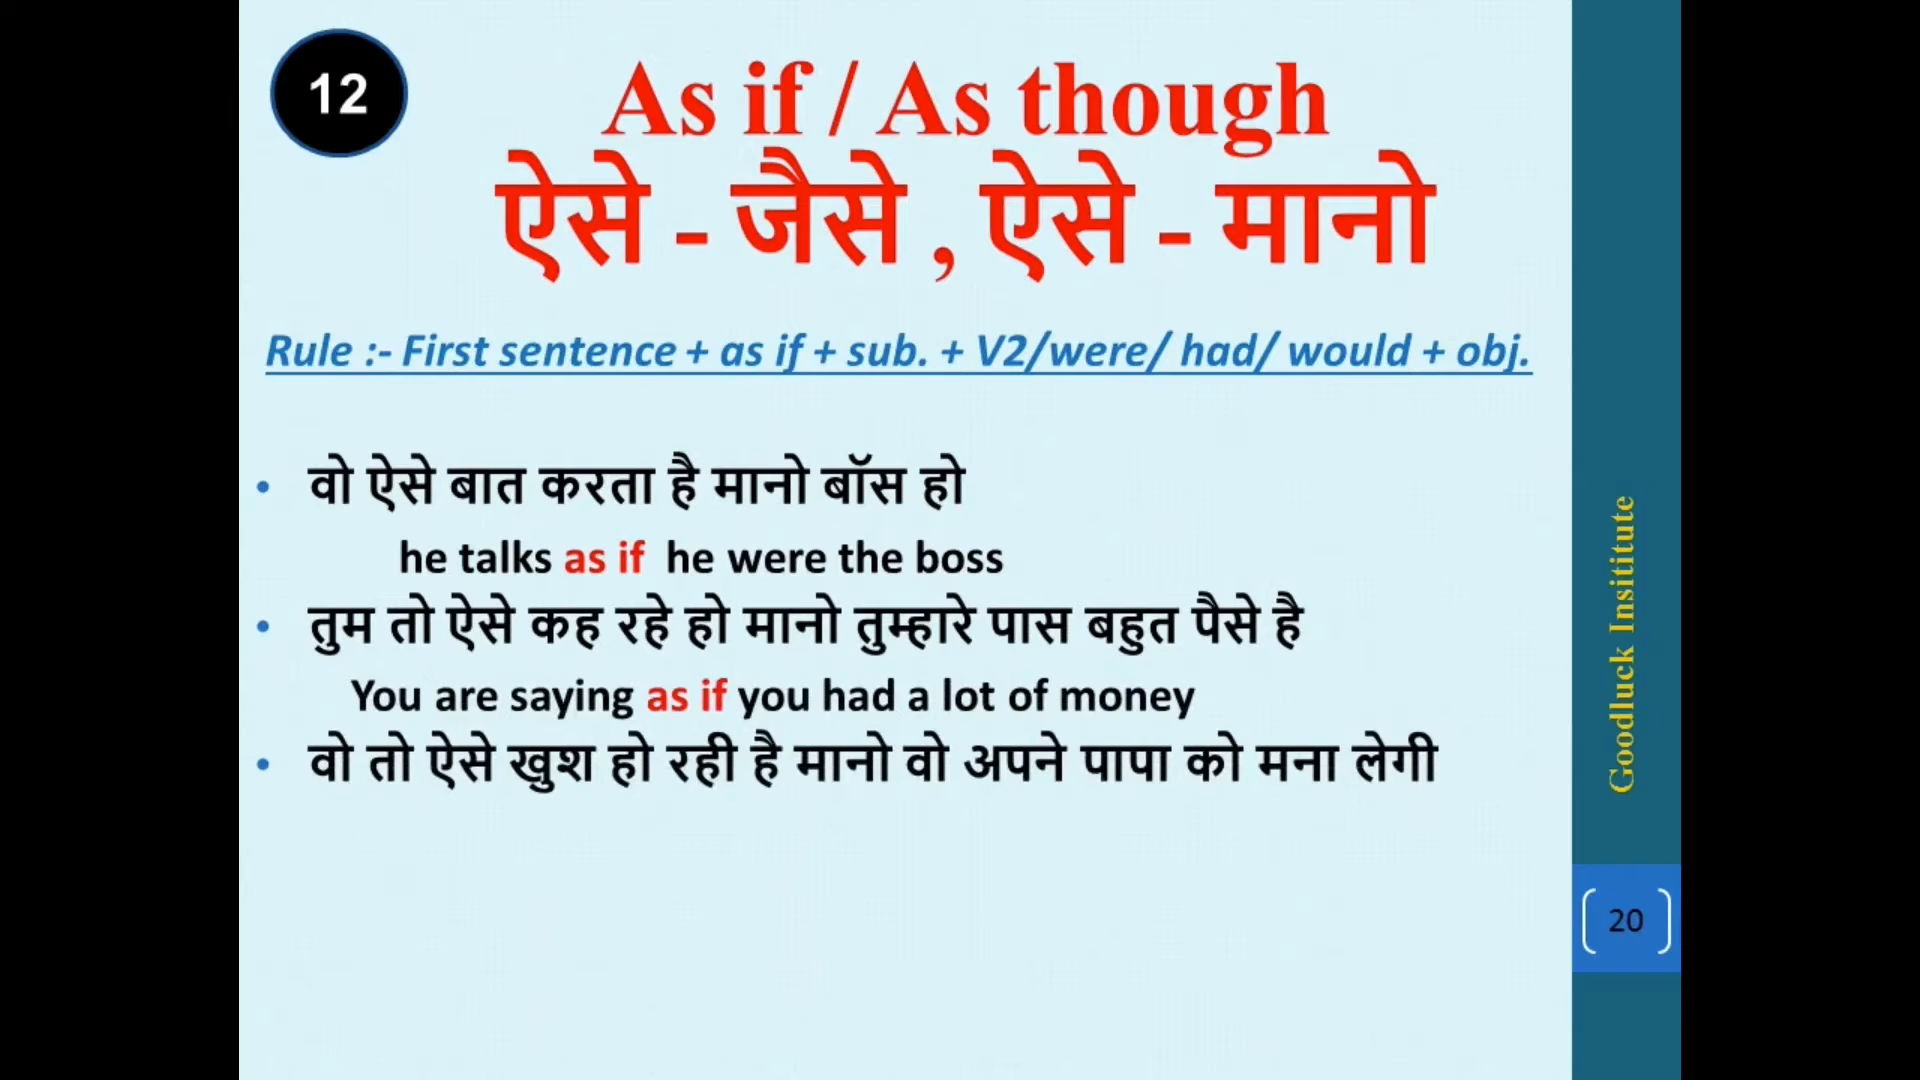 12
As if / As though
ऐसे - जैसे , ऐसे - मानो
Rule :- First sentence + as if + sub. + V2/were/ had/ would + obj.
• वो ऐसे बात करता है मानो बॉस हो
he talks as if he were the boss
• तुम तो ऐसे कह रहे हो मानो तुम्हारे पास बहुत पैसे है
You are saying as if you had a lot of money
• वो तो ऐसे खुश हो रही है मानो वो अपने पापा को मना लेगी
Goodluck Insititute
20